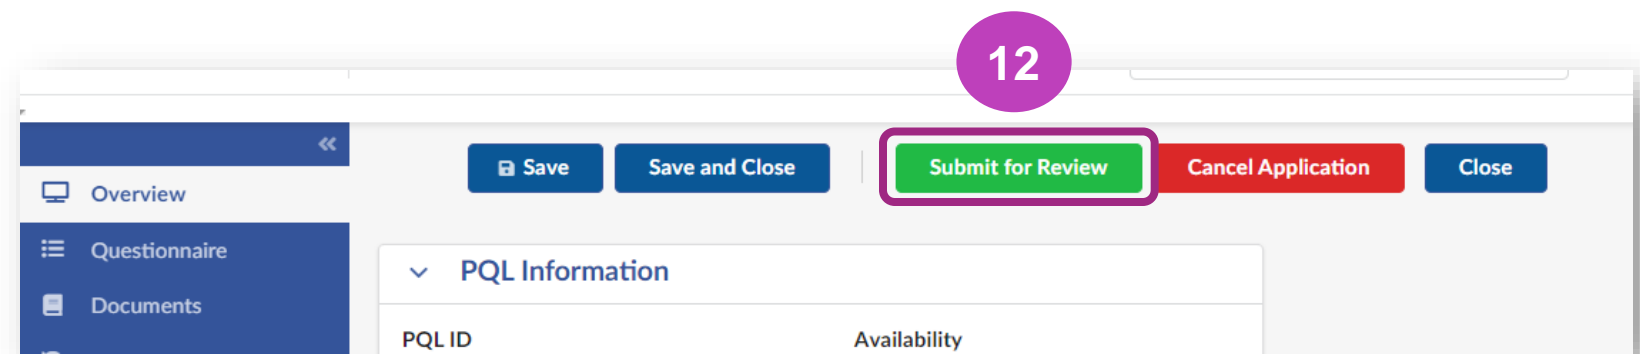 12
Save
Save and Close
Submit for Review
Cancel Application
Close
Overview
Questionnaire
Documents
PQL Information
PQL ID
Availability